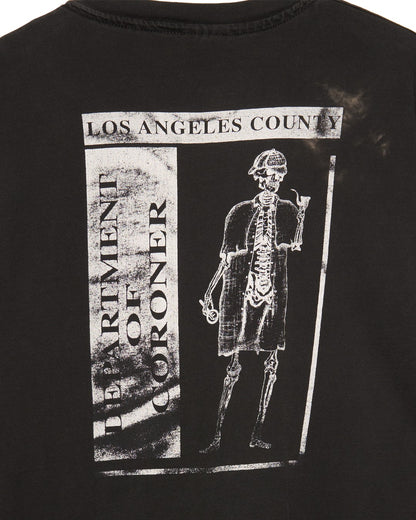 LOS ANGELES COUNTY
DEPARTMENT
OF
CORONER